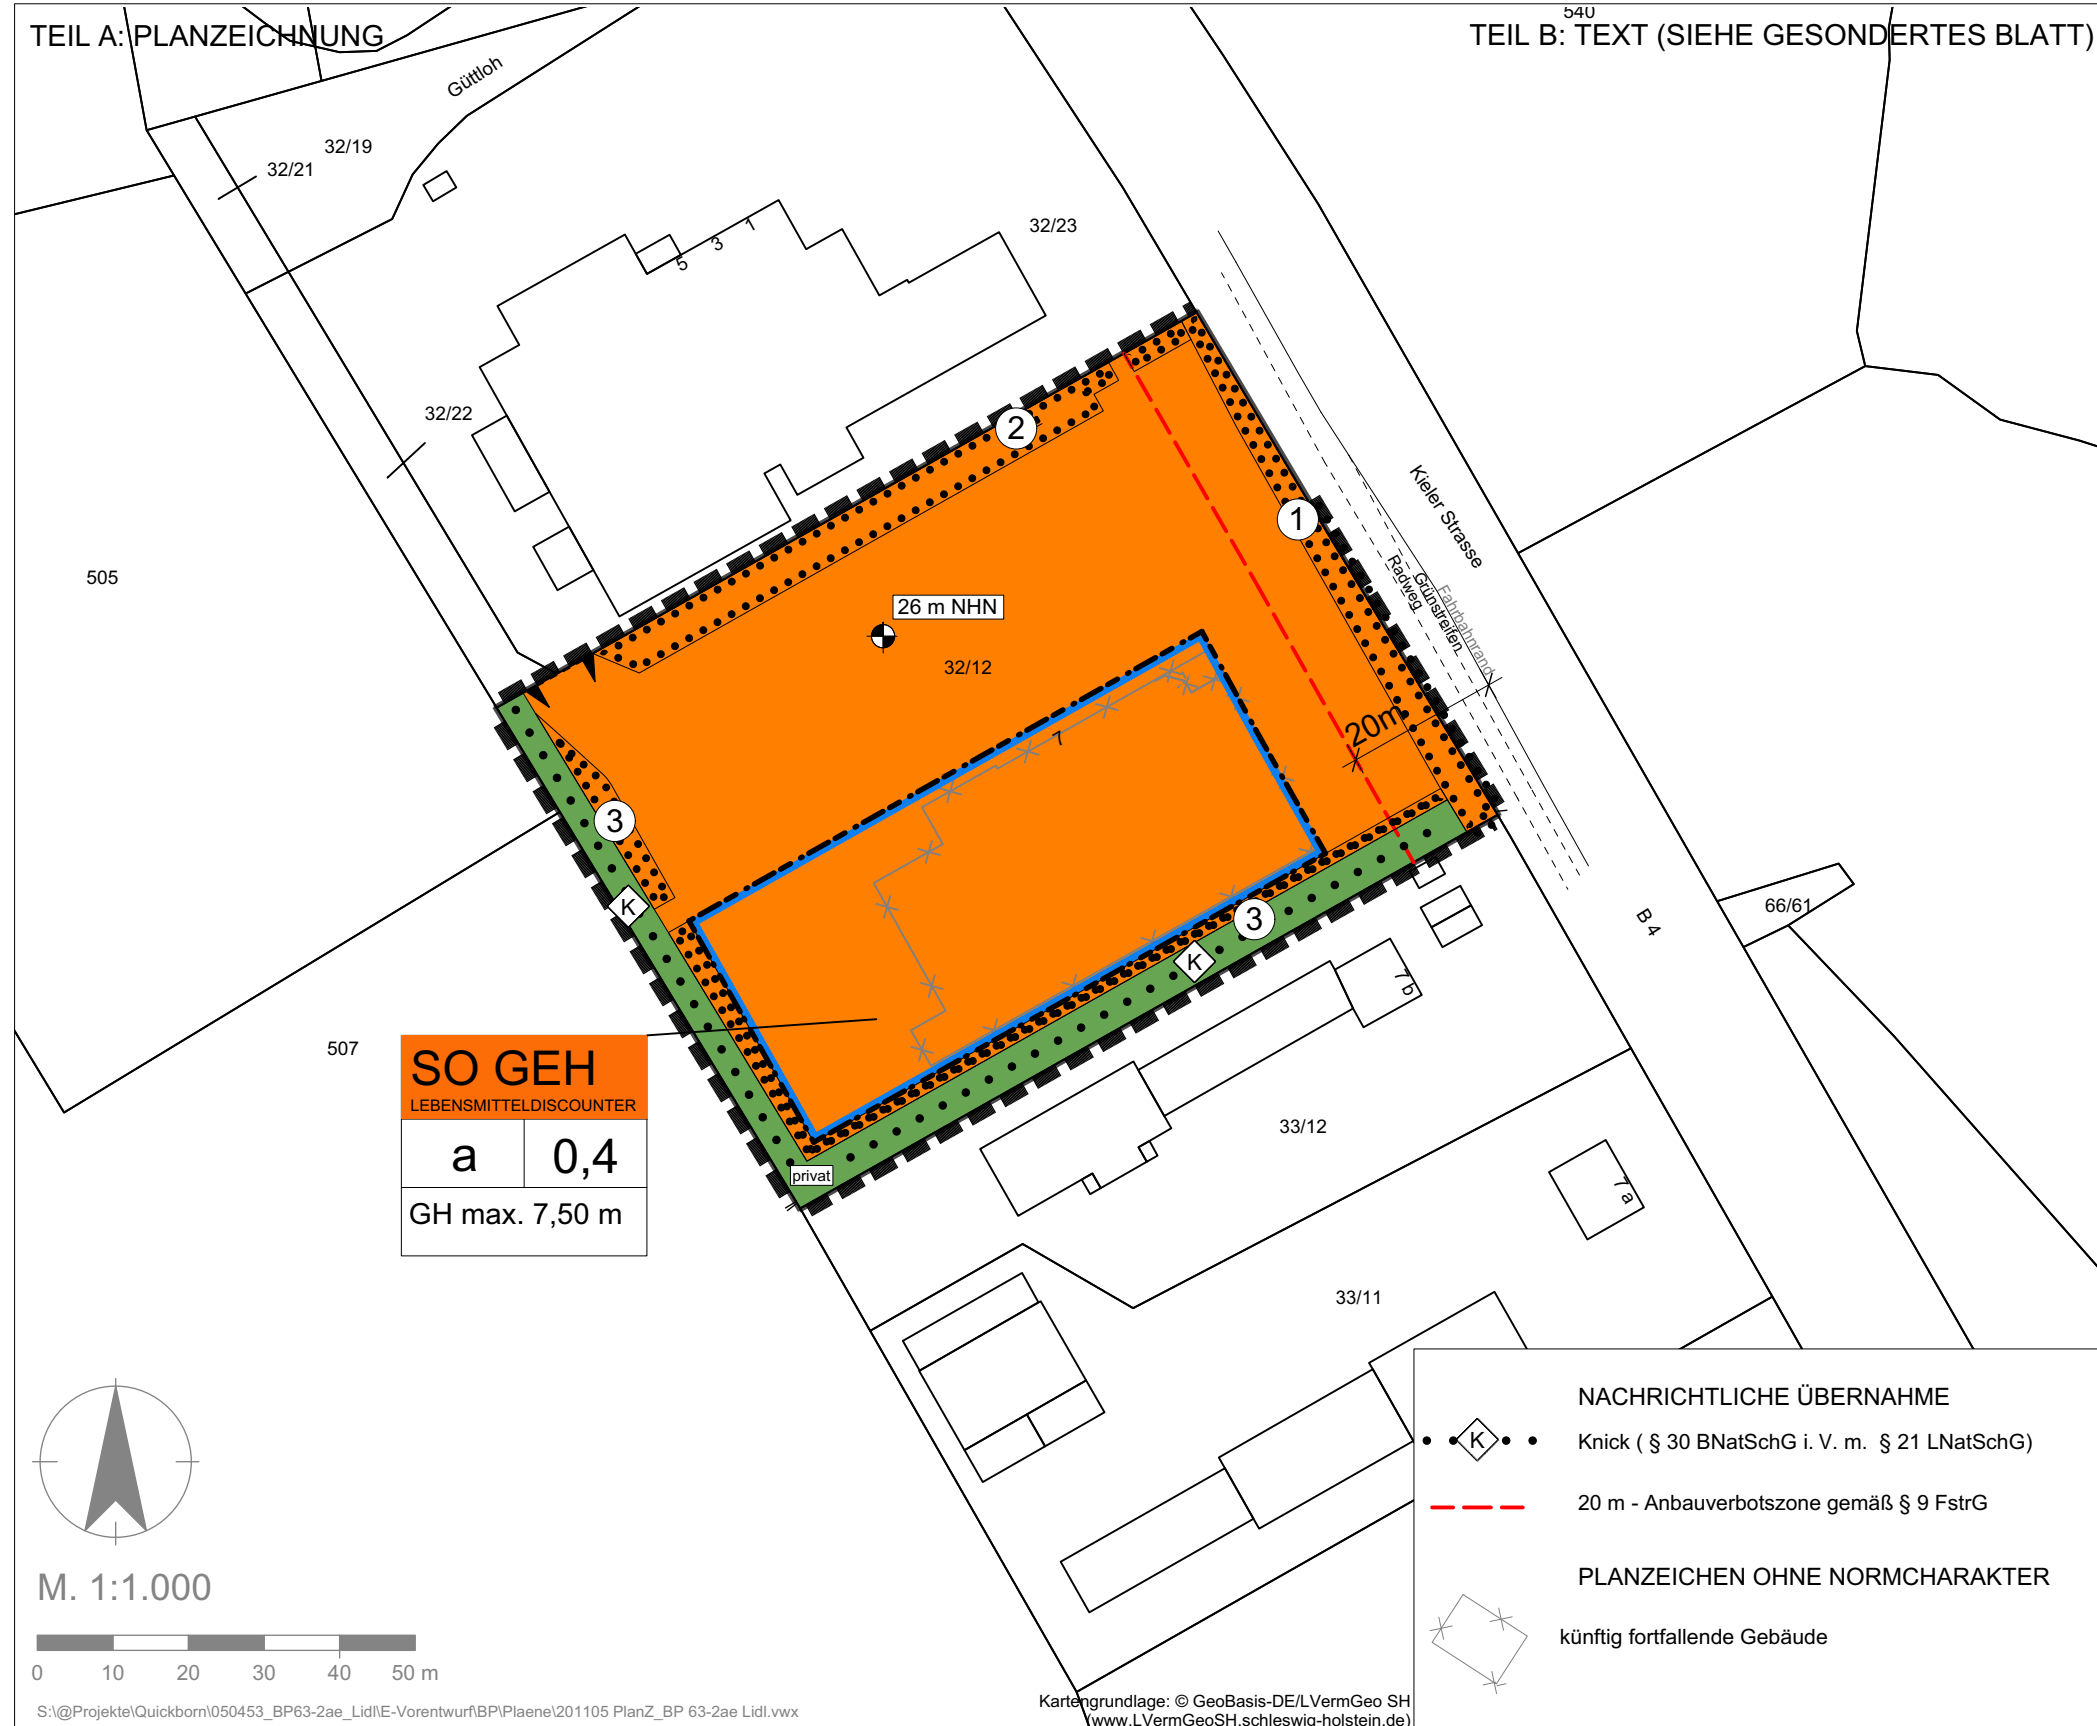 TEIL A: PLANZEICHNUNG
540
TEIL B: TEXT (SIEHE GESONDERTES BLATT)
Güttloh
32/19
32/21
32/23
1
3
5
32/22
2
1
Kieler Strasse
505
Radweg
Grünstreifen
Fahrbahnrand
26 m NHN
32/12
20m
7
3
K
3
K
66/61
B 4
7 b
507
SO GEH
LEBENSMITTELDISCOUNTER
a
0,4
GH max. 7,50 m
privat
33/12
7 a
33/11
NACHRICHTLICHE ÜBERNAHME
K
Knick ( § 30 BNatSchG i. V. m. § 21 LNatSchG)
20 m - Anbauverbotszone gemäß § 9 FstrG
PLANZEICHEN OHNE NORMCHARAKTER
künftig fortfallende Gebäude
M. 1:1.000
0 10 20 30 40 50 m
S:\@Projekte\Quickborn\050453_BP63-2ae_Lidl\E-Vorentwurf\BP\Plaene\201105 PlanZ_BP 63-2ae Lidl.vwx
Kartengrundlage: © GeoBasis-DE/LVermGeo SH
(www.LVermGeoSH.schleswig-holstein.de)